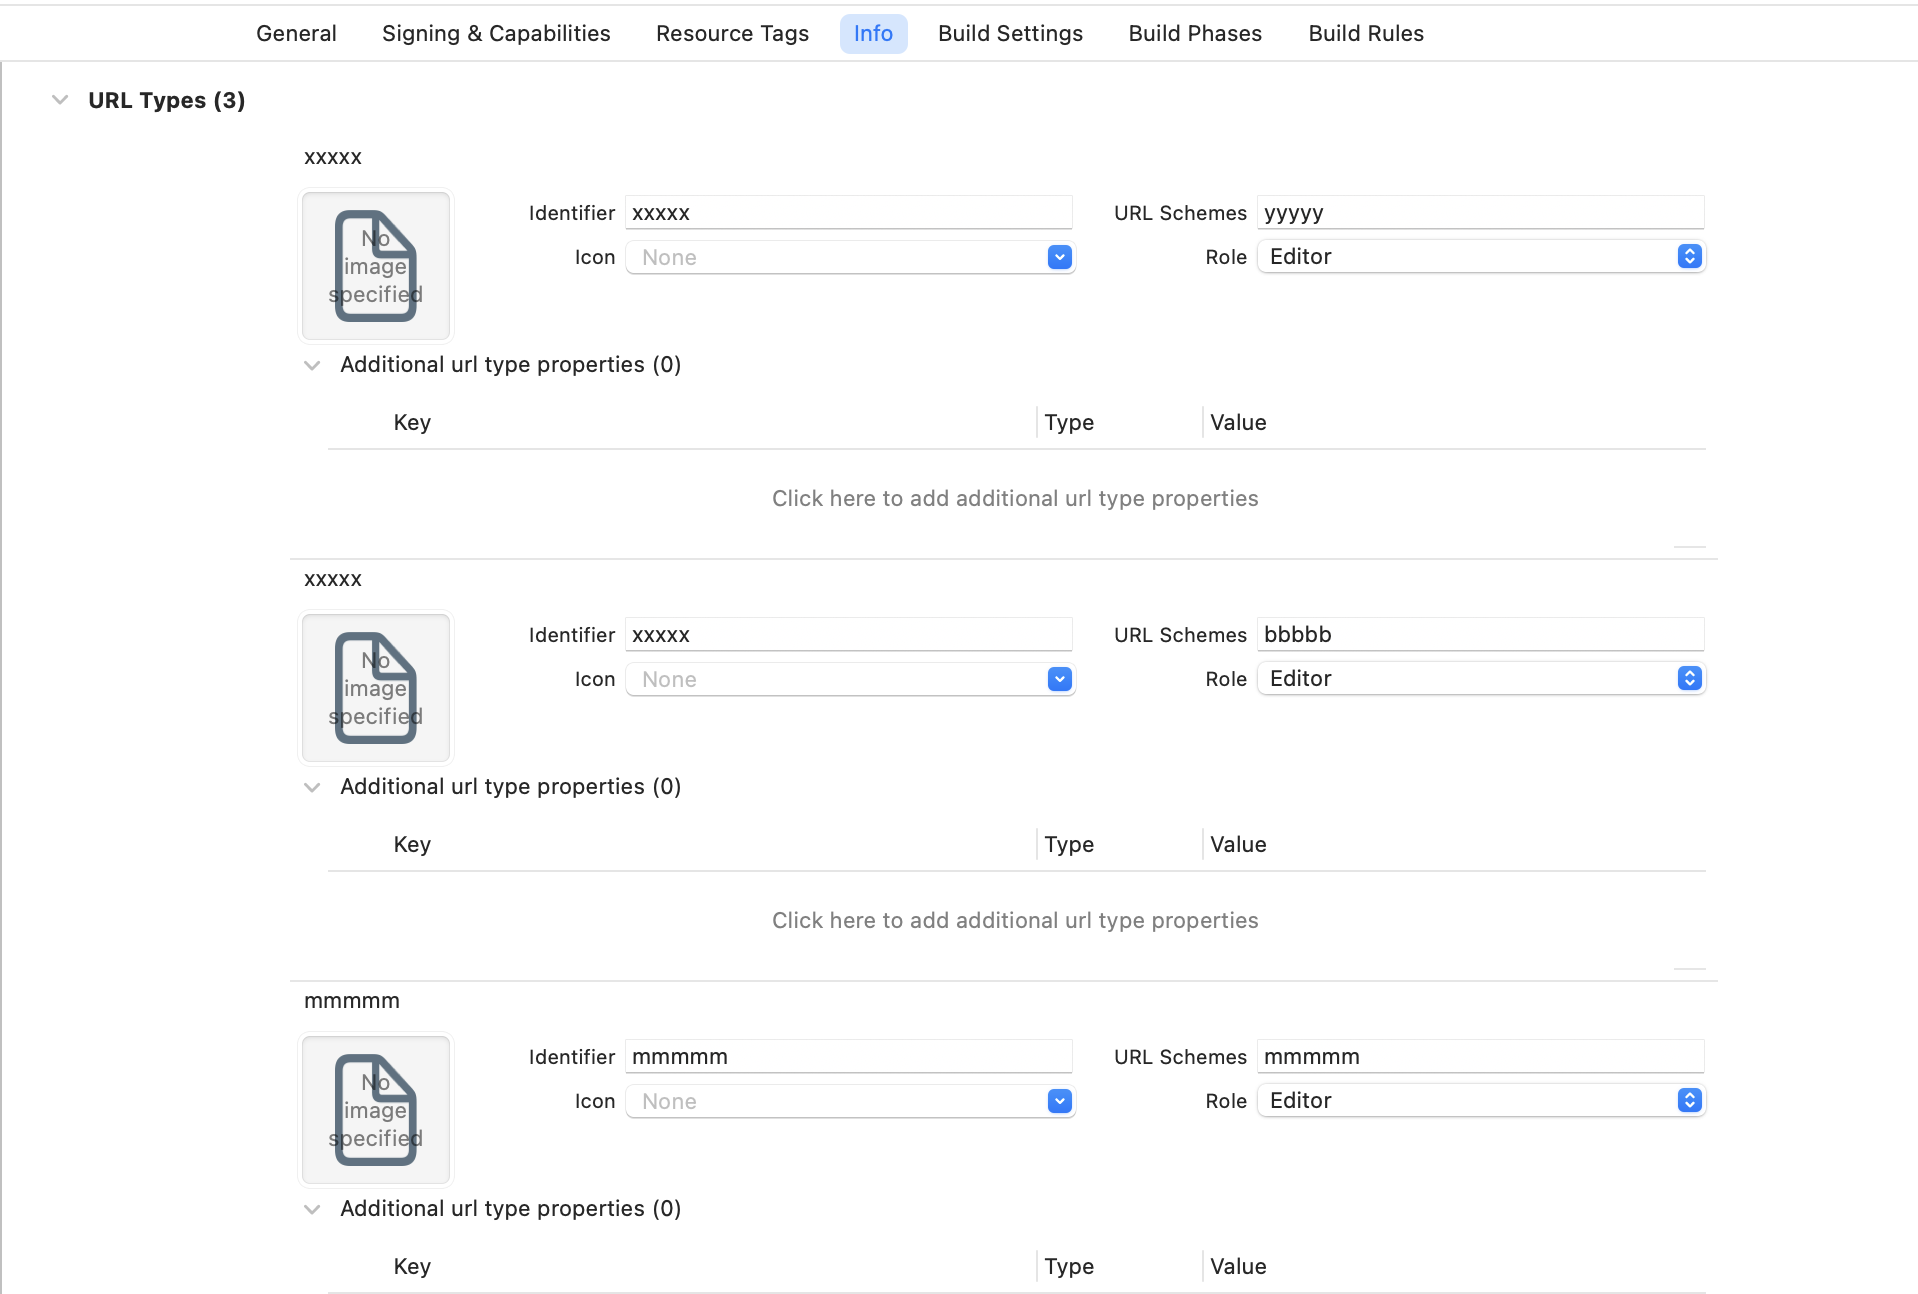 General Signing & Capabilities Resource Tags Info Build Settings Build Phases Build Rules
URL Types (3)
xxxxx
No image specified
Identifier xxxxx URL Schemes yyyyy
Icon None Role Editor
Additional url type properties (0)
Key Type Value
Click here to add additional url type properties
xxxxx
No image specified
Identifier xxxxx URL Schemes bbbbb
Icon None Role Editor
Additional url type properties (0)
Key Type Value
Click here to add additional url type properties
mmmmm
No image specified
Identifier mmmmm URL Schemes mmmmm
Icon None Role Editor
Additional url type properties (0)
Key Type Value